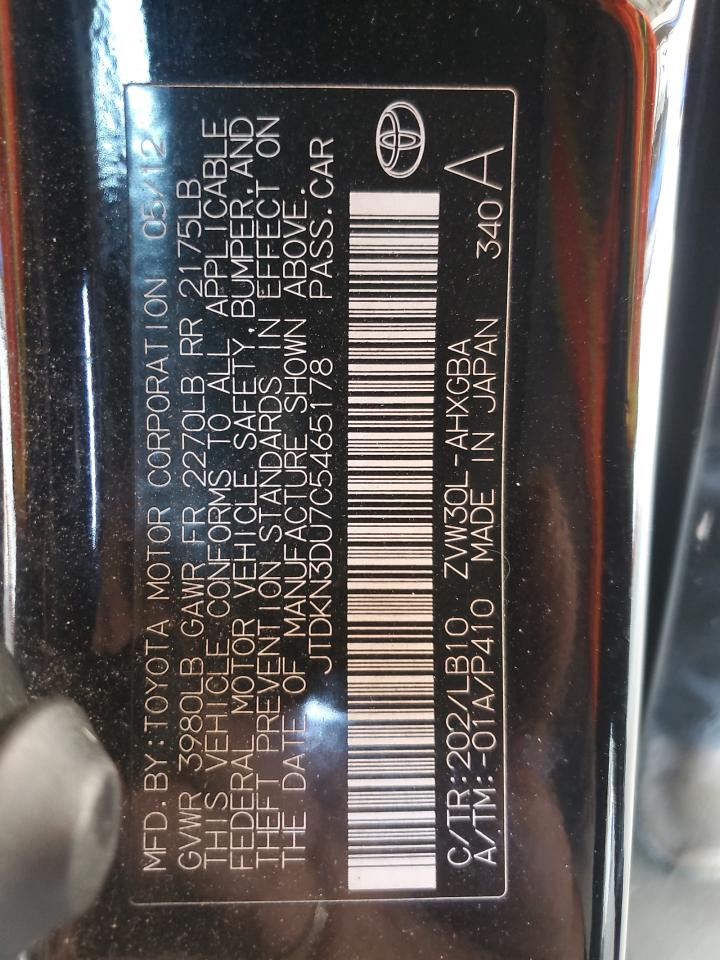 MFD.BY:TOYOTA MOTOR CORPORATION 05/12
GVWR 3980LB GAWR FR 2270LB RR 2175LB
THIS VEHICLE CONFORMS TO ALL APPLICABLE
FEDERAL MOTOR VEHICLE SAFETY,BUMPER,AND
THEFT PREVENTION STANDARDS IN EFFECT ON
THE DATE OF MANUFACTURE SHOWN ABOVE.
JTDKN3DU7C5465178 PASS.CAR
C/TR:202/LB10 ZVW30L-AHXGBA
A/TM:-01A/P410 MADE IN JAPAN 340 A